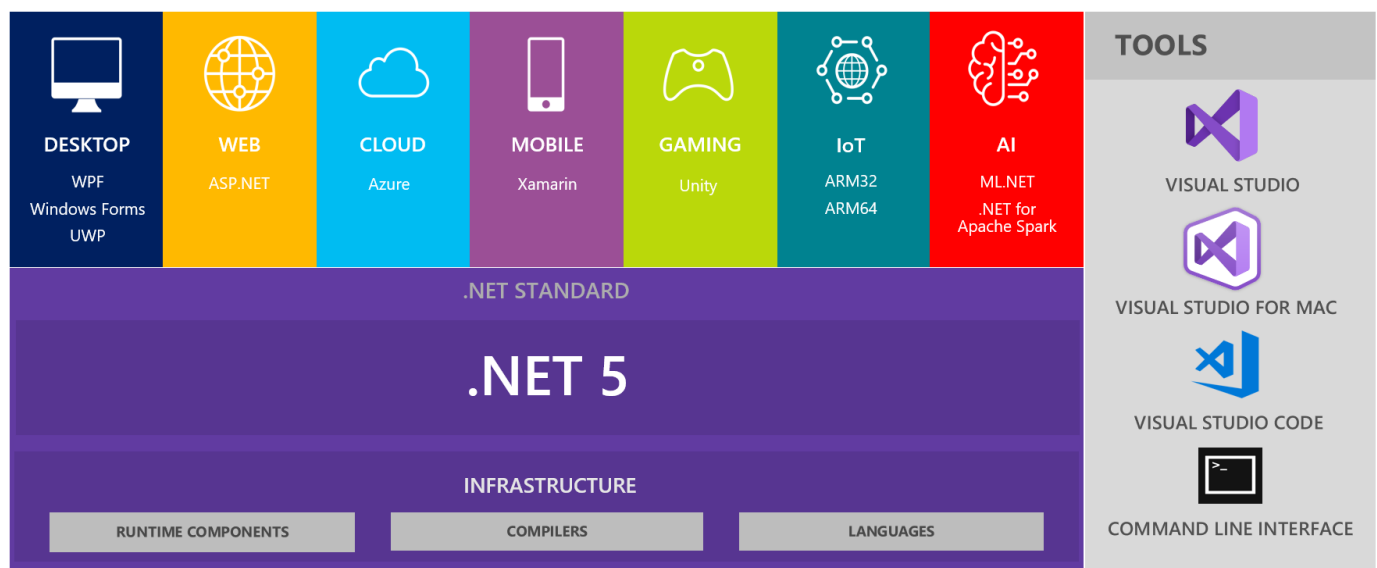 DESKTOP
WPF
Windows Forms
UWP
WEB
ASP.NET
CLOUD
Azure
MOBILE
Xamarin
GAMING
Unity
IoT
ARM32
ARM64
AI
ML.NET
.NET for
Apache Spark
.NET STANDARD
.NET 5
INFRASTRUCTURE
RUNTIME COMPONENTS
COMPILERS
LANGUAGES
TOOLS
VISUAL STUDIO
VISUAL STUDIO FOR MAC
VISUAL STUDIO CODE
>_
COMMAND LINE INTERFACE